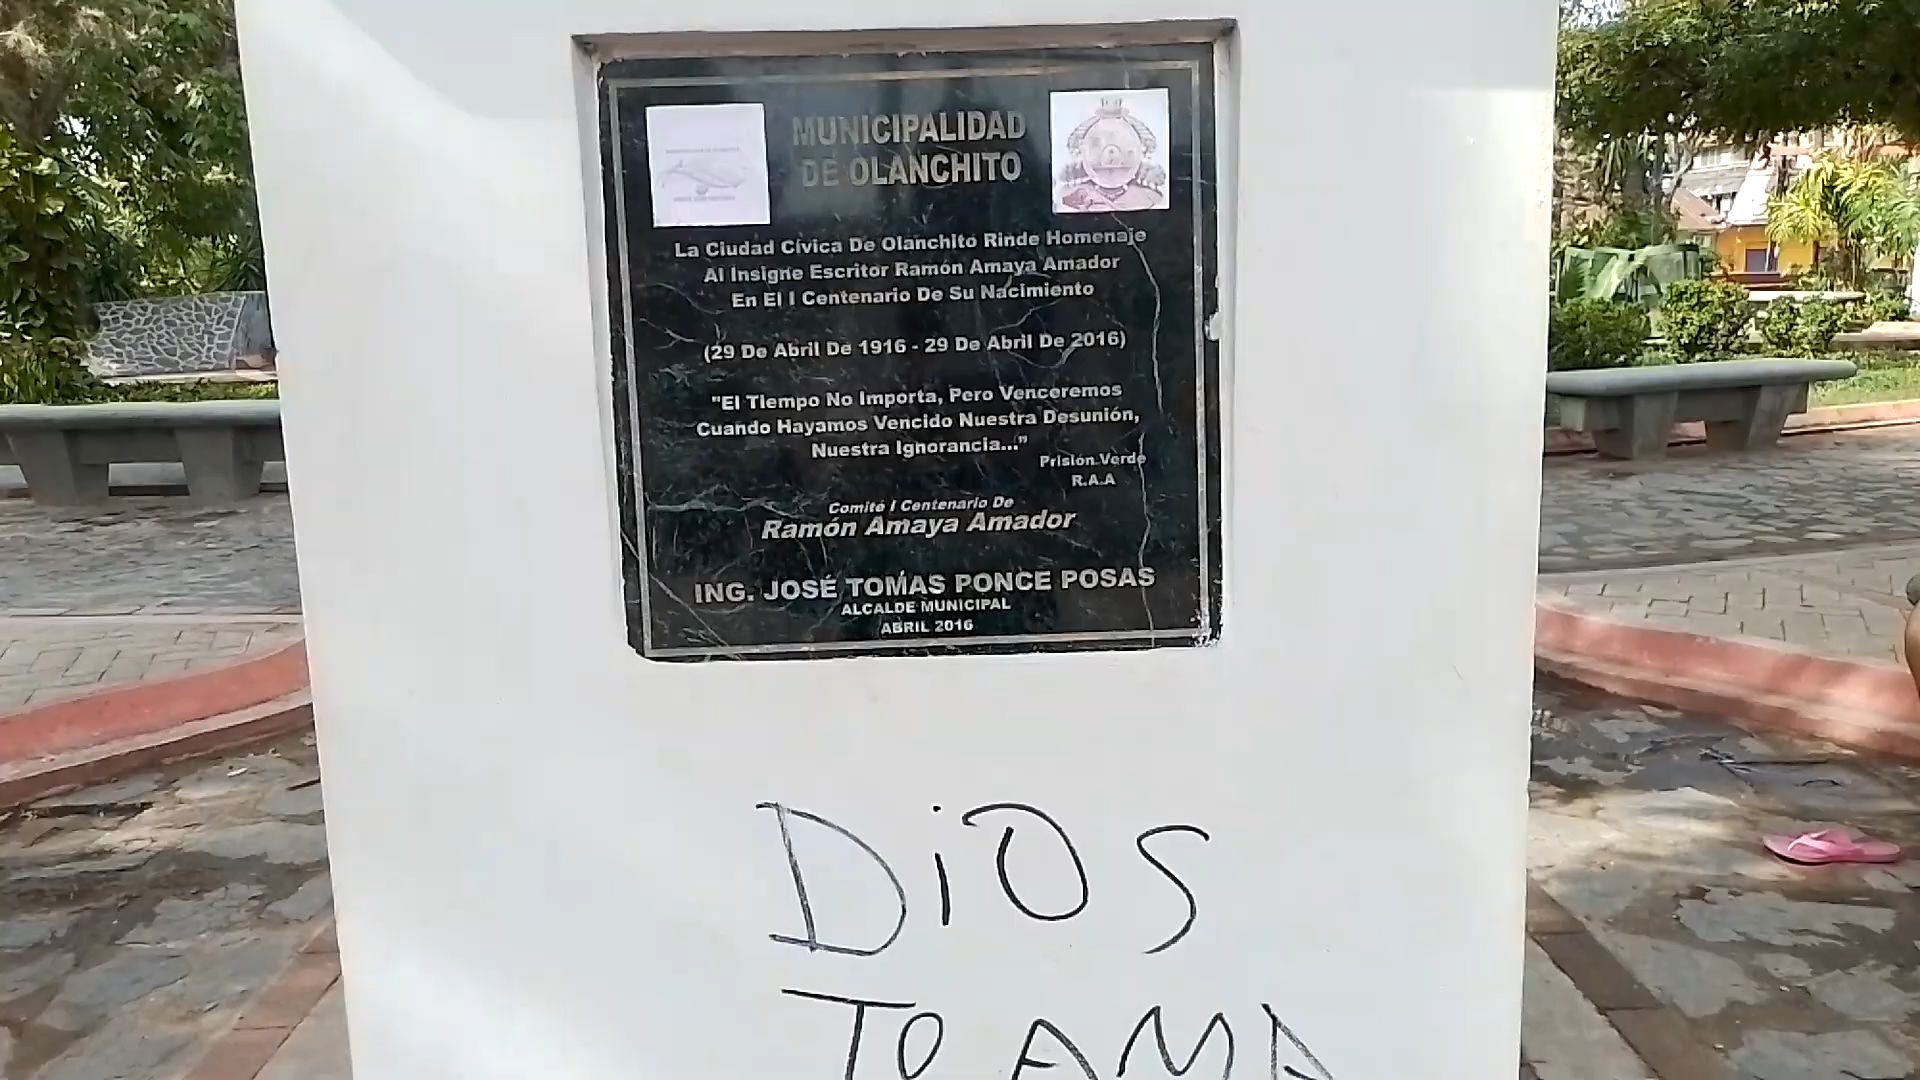 MUNICIPALIDAD
DE OLANCHITO
La Ciudad Cívica De Olanchito Rinde Homenaje
Al Insigne Escritor Ramón Amaya Amador
En El I Centenario De Su Nacimiento
(29 De Abril De 1916 - 29 De Abril De 2016)
"El Tiempo No Importa, Pero Venceremos
Cuando Hayamos Vencido Nuestra Desunión,
Nuestra Ignorancia..."
Prisión Verde
R.A.A
Comité I Centenario De
Ramón Amaya Amador
ING. JOSÉ TOMAS PONCE POSAS
ALCALDE MUNICIPAL
ABRIL 2016
DiOS
AMA